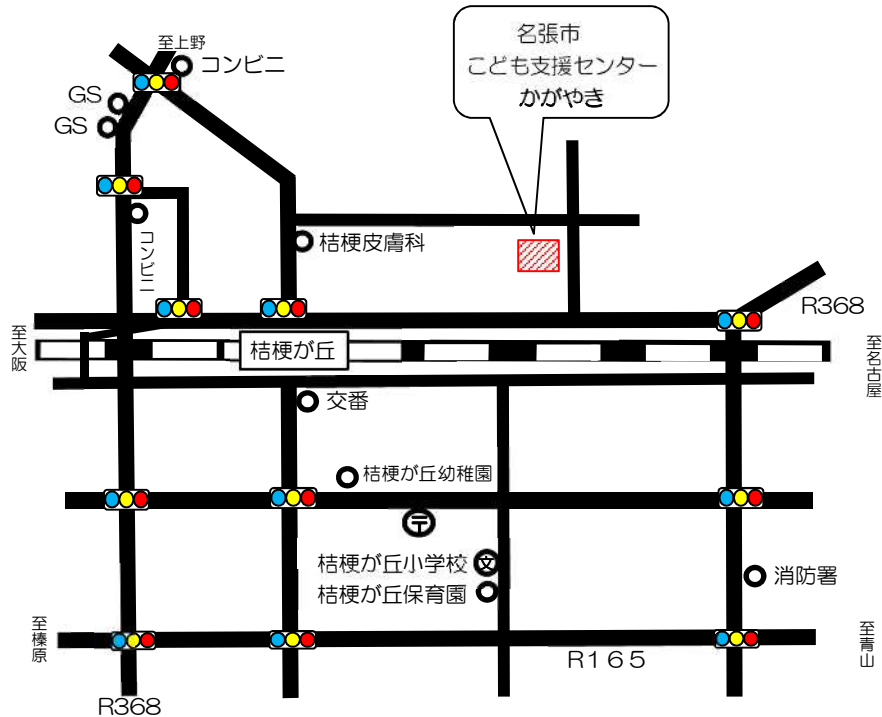 至上野
コンビニ
名張市
こども支援センター
かがやき
GS
GS
コンビニ
桔梗皮膚科
R368
至大阪
桔梗が丘
至名古屋
交番
桔梗が丘幼稚園
〒
桔梗が丘小学校
文
桔梗が丘保育園
消防署
至榛原
至青山
R165
R368